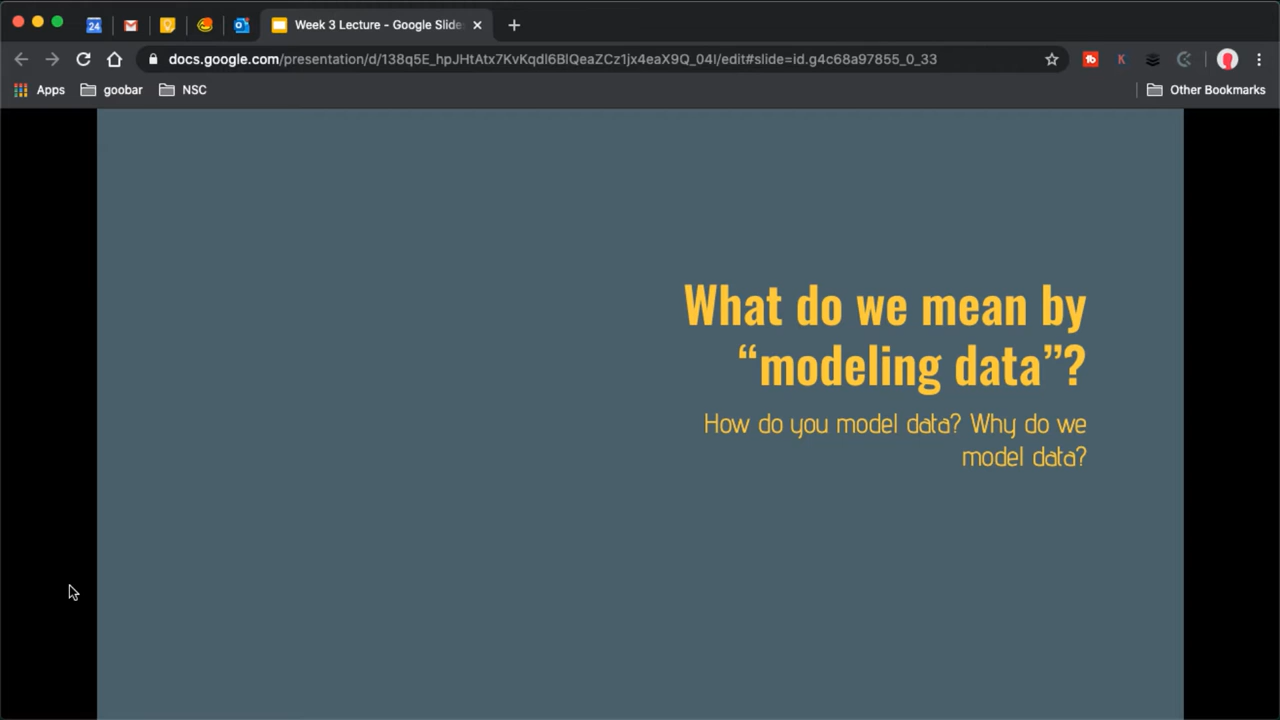 24
Week 3 Lecture - Google Slide
docs.google.com/presentation/d/138q5E_hpJHtAtx7KvKqdl6BlQeaZCz1jx4eaX9Q_04I/edit#slide=id.g4c68a97855_0_33
K
Apps
goobar
NSC
Other Bookmarks
What do we mean by
“modeling data”?
How do you model data? Why do we
model data?